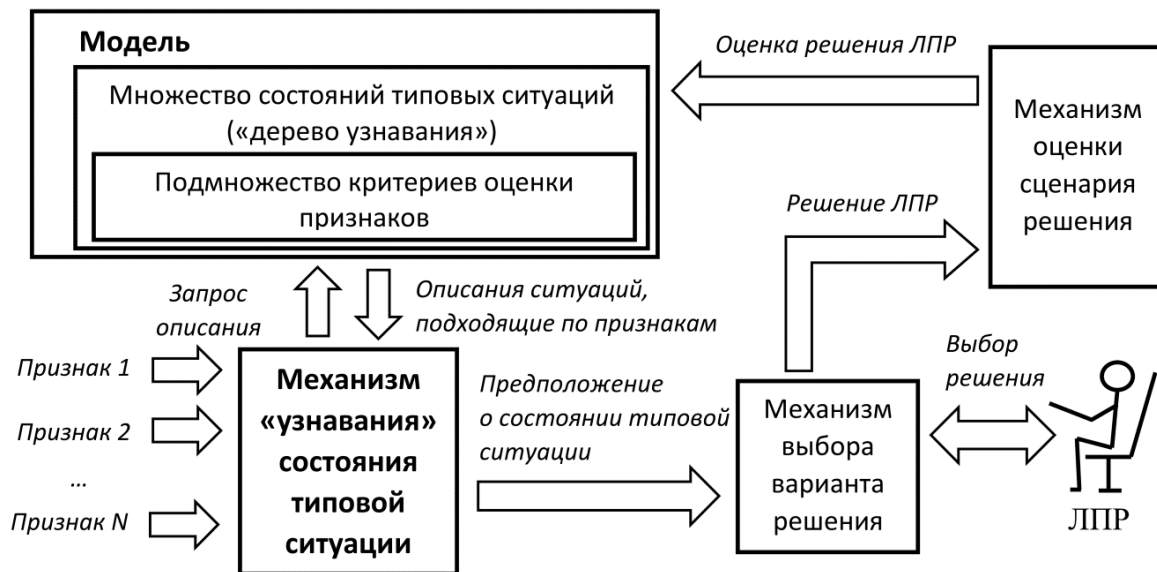 Модель
Множество состояний типовых ситуаций
(«дерево узнавания»)
Подмножество критериев оценки
признаков
Оценка решения ЛПР
Механизм
оценки
сценария
решения
Решение ЛПР
Запрос
описания
Описания ситуаций,
подходящие по признакам
Признак 1
Признак 2
...
Признак N
Механизм
«узнавания»
состояния
типовой
ситуации
Предположение
о состоянии типовой
ситуации
Механизм
выбора
варианта
решения
Выбор
решения
ЛПР